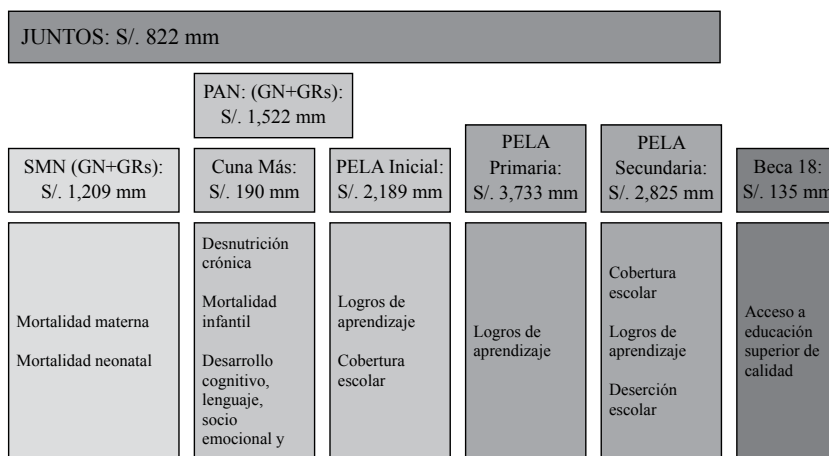 JUNTOS: S/. 822 mm
PAN: (GN+GRs):
S/. 1,522 mm
SMN (GN+GRs):
S/. 1,209 mm
Cuna Más:
S/. 190 mm
PELA Inicial:
S/. 2,189 mm
PELA
Primaria:
S/. 3,733 mm
PELA
Secundaria:
S/. 2,825 mm
Beca 18:
S/. 135 mm
Mortalidad materna
Mortalidad neonatal
Desnutrición
crónica
Mortalidad
infantil
Desarrollo
cognitivo,
lenguaje,
socio
emocional y
Logros de
aprendizaje
Cobertura
escolar
Logros de
aprendizaje
Cobertura
escolar
Logros de
aprendizaje
Deserción
escolar
Acceso a
educación
superior de
calidad